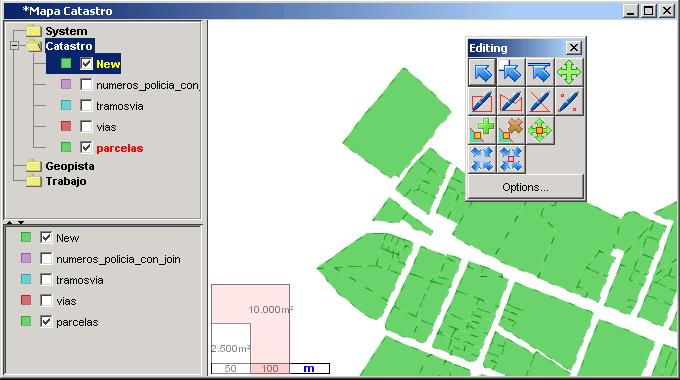 *Mapa Catastro
System
Catastro
New
numeros_policia_con_j
tramosvia
vias
parcelas
Geopista
Trabajo
New
numeros_policia_con_join
tramosvia
vias
parcelas
Editing
Options...
10.000m²
2.500m²
50 100 m